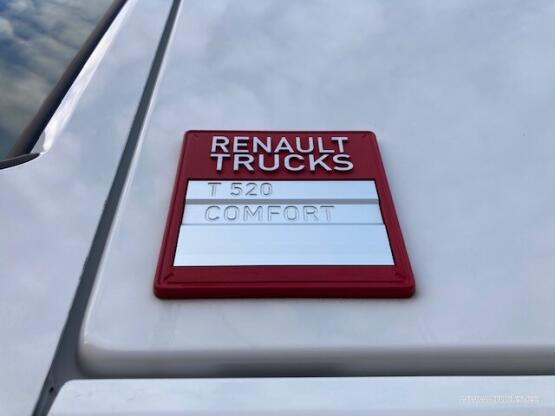 RENAULT
TRUCKS
T 520
COMFORT